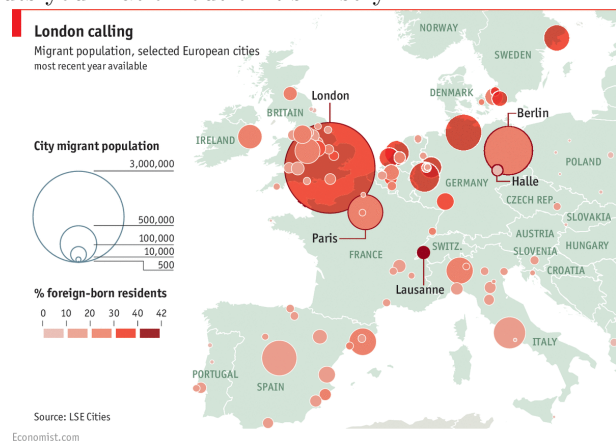 London calling
Migrant population, selected European cities
most recent year available
City migrant population
3,000,000
500,000
100,000
10,000
500
% foreign-born residents
0 10 20 30 40 42
NORWAY
SWEDEN
DENMARK
London
BRITAIN
Berlin
IRELAND
POLAND
Halle
GERMANY
CZECH REP.
SLOVAKIA
Paris
AUSTRIA
FRANCE
SWITZ.
HUNGARY
SLOVENIA
CROATIA
Lausanne
ITALY
PORTUGAL
SPAIN
Source: LSE Cities
Economist.com